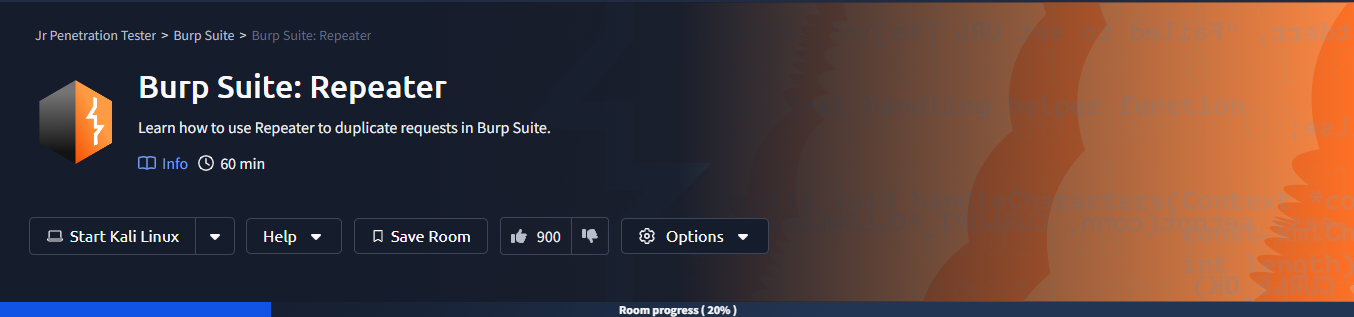 Jr Penetration Tester > Burp Suite > Burp Suite: Repeater
Burp Suite: Repeater
Learn how to use Repeater to duplicate requests in Burp Suite.
Info 60 min
Start Kali Linux Help Save Room 900 Options
Room progress ( 20% )